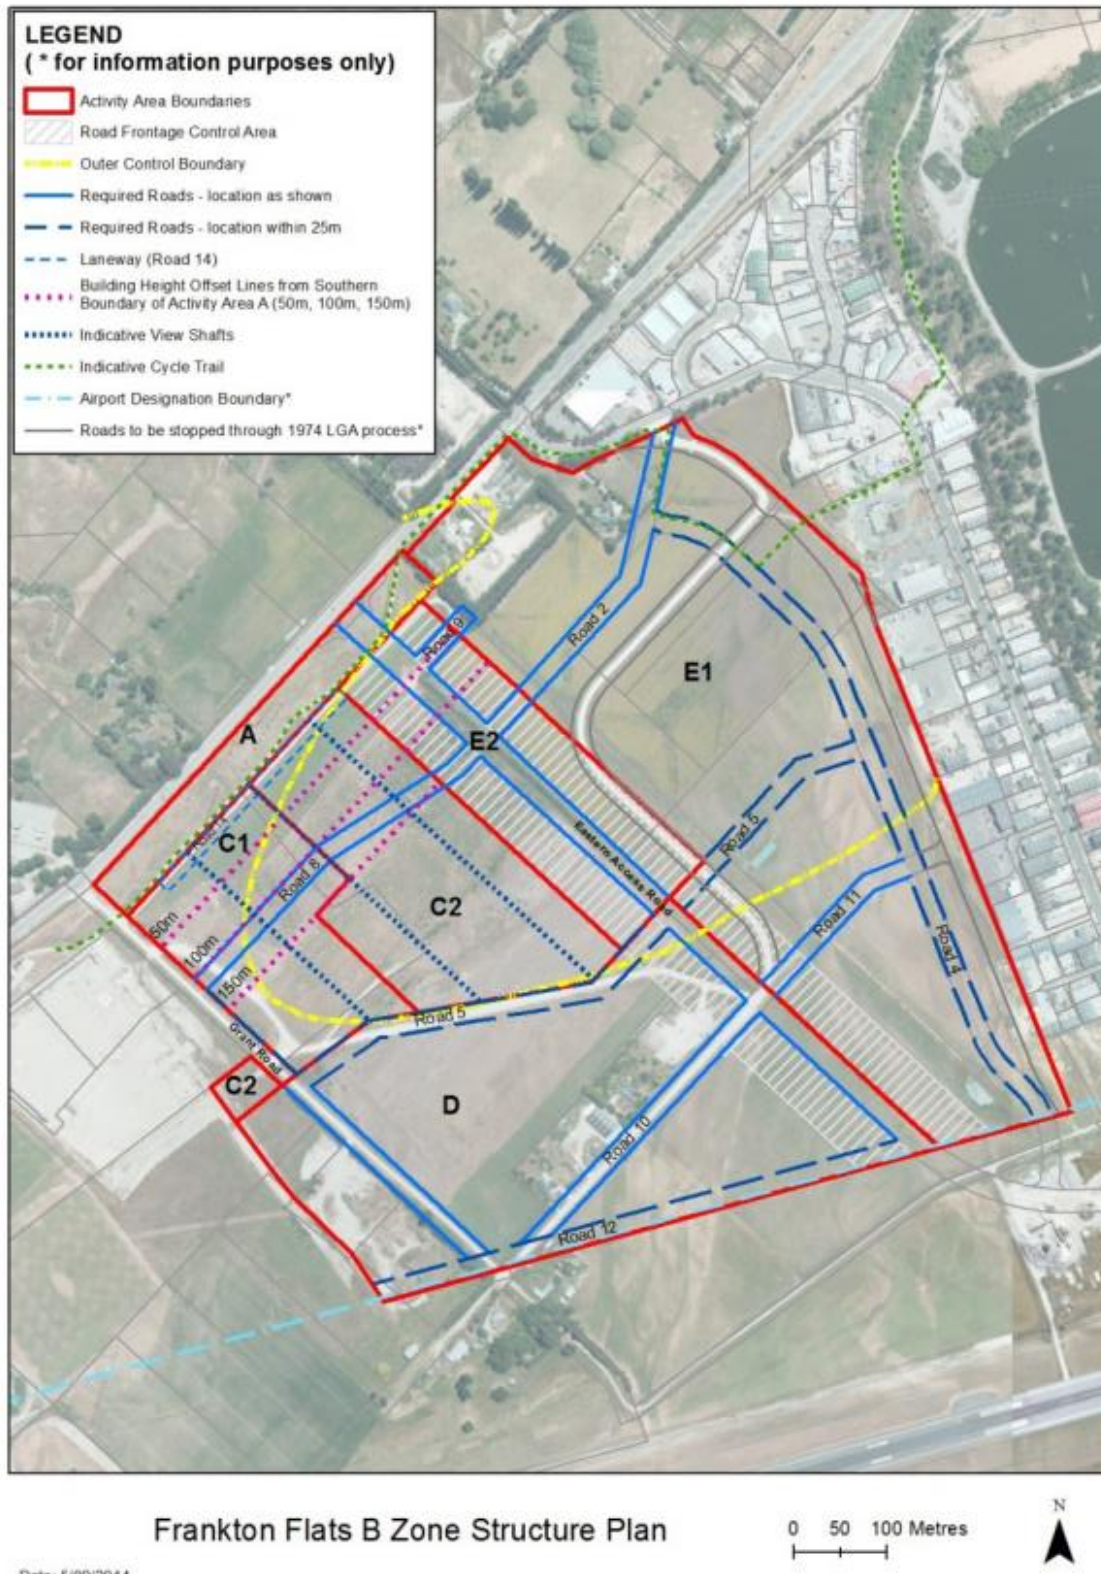 LEGEND
( * for information purposes only)
Activity Area Boundaries
Road Frontage Control Area
Outer Control Boundary
Required Roads - location as shown
Required Roads - location within 25m
Laneway (Road 14)
Building Height Offset Lines from Southern
Boundary of Activity Area A (50m, 100m, 150m)
Indicative View Shafts
Indicative Cycle Trail
Airport Designation Boundary*
Roads to be stopped through 1974 LGA process*
Road 2
Road 9
E1
A
E2
C1
Road 5
Eastern Access Road
Road 8
C2
Road 11
50m
100m
150m
Road 4
Road 5
Grant Road
C2
D
Road 10
Road 12
Frankton Flats B Zone Structure Plan
0 50 100 Metres
N